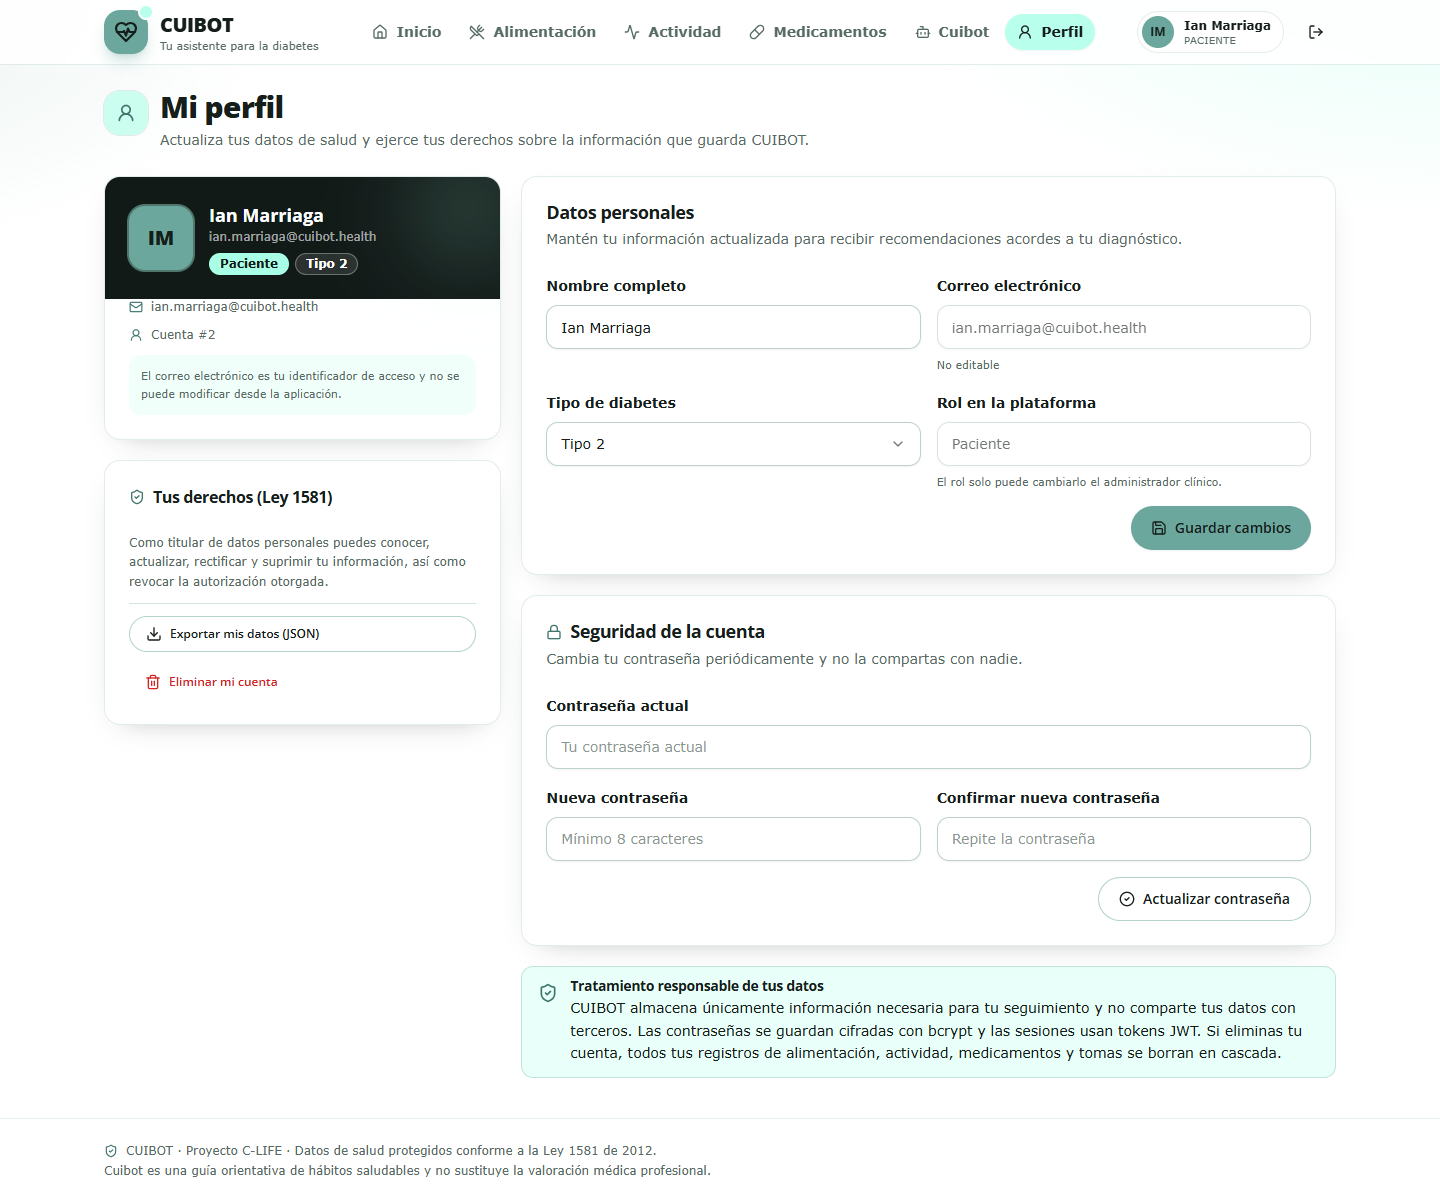 CUIBOT
Tu asistente para la diabetes
Inicio
Alimentación
Actividad
Medicamentos
Cuibot
Perfil
IM
Ian Marriaga
PACIENTE
Mi perfil
Actualiza tus datos de salud y ejerce tus derechos sobre la información que guarda CUIBOT.
IM
Ian Marriaga
ian.marriaga@cuibot.health
Paciente
Tipo 2
ian.marriaga@cuibot.health
Cuenta #2
El correo electrónico es tu identificador de acceso y no se
puede modificar desde la aplicación.
Tus derechos (Ley 1581)
Como titular de datos personales puedes conocer,
actualizar, rectificar y suprimir tu información, así como
revocar la autorización otorgada.
Exportar mis datos (JSON)
Eliminar mi cuenta
Datos personales
Mantén tu información actualizada para recibir recomendaciones acordes a tu diagnóstico.
Nombre completo
Ian Marriaga
Correo electrónico
ian.marriaga@cuibot.health
No editable
Tipo de diabetes
Tipo 2
Rol en la plataforma
Paciente
El rol solo puede cambiarlo el administrador clínico.
Guardar cambios
Seguridad de la cuenta
Cambia tu contraseña periódicamente y no la compartas con nadie.
Contraseña actual
Tu contraseña actual
Nueva contraseña
Mínimo 8 caracteres
Confirmar nueva contraseña
Repite la contraseña
Actualizar contraseña
Tratamiento responsable de tus datos
CUIBOT almacena únicamente información necesaria para tu seguimiento y no comparte tus datos con
terceros. Las contraseñas se guardan cifradas con bcrypt y las sesiones usan tokens JWT. Si eliminas tu
cuenta, todos tus registros de alimentación, actividad, medicamentos y tomas se borran en cascada.
CUIBOT · Proyecto C-LIFE · Datos de salud protegidos conforme a la Ley 1581 de 2012.
Cuibot es una guía orientativa de hábitos saludables y no sustituye la valoración médica profesional.